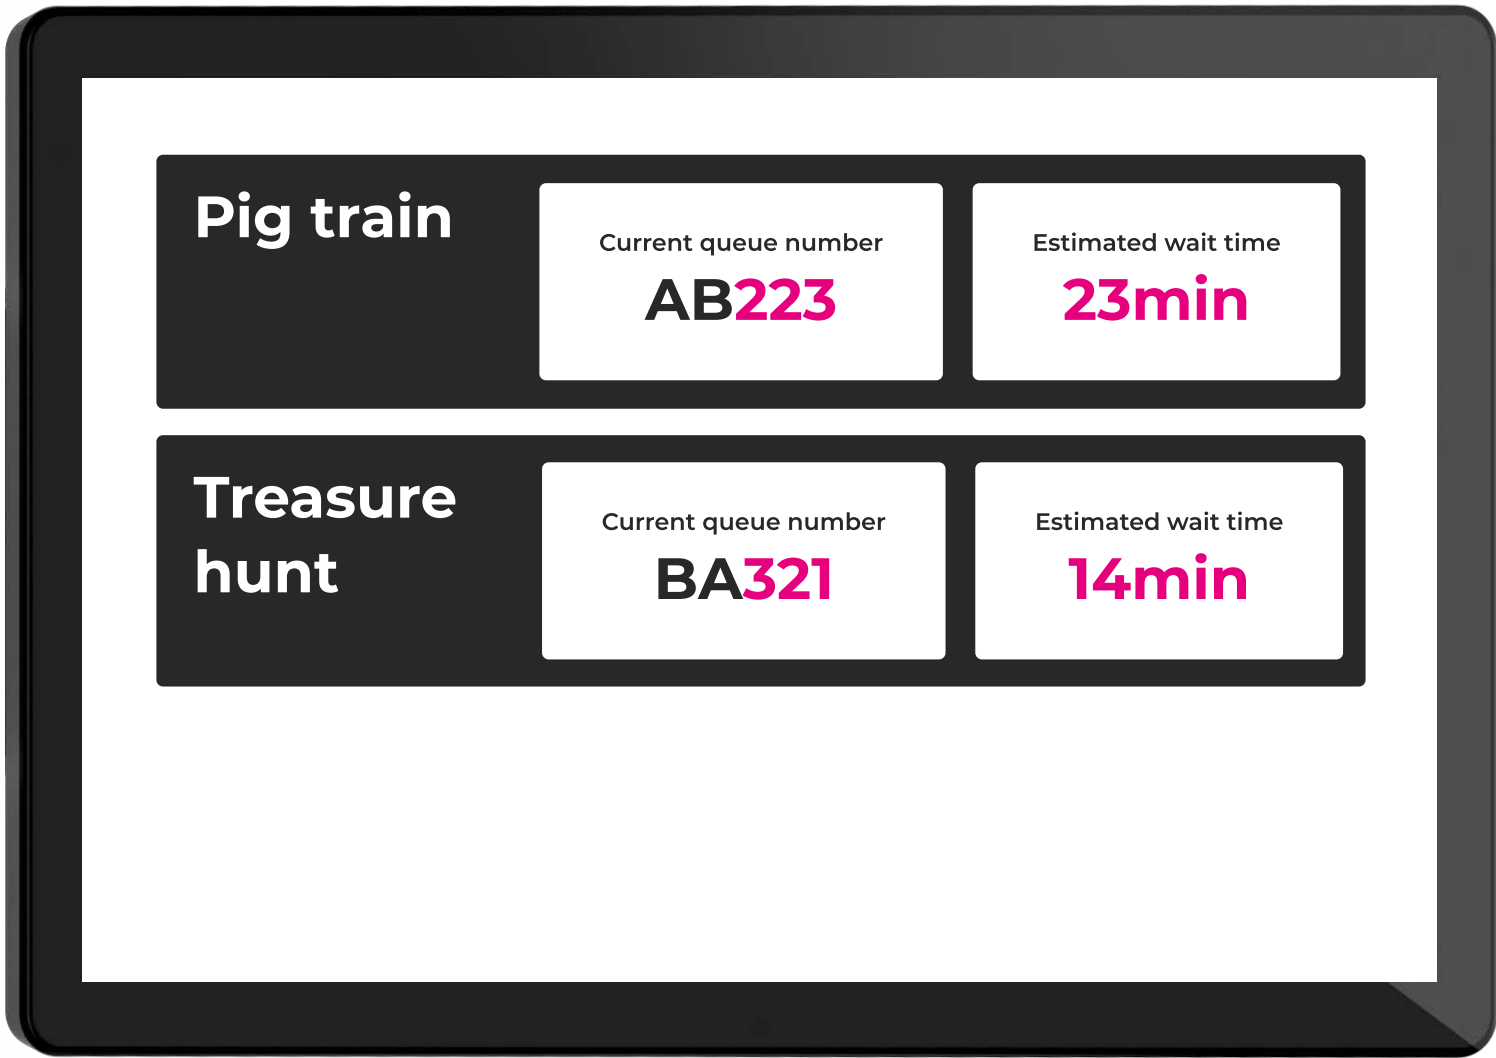 Pig train
Current queue number
AB223
Estimated wait time
23min
Treasure
hunt
Current queue number
BA321
Estimated wait time
14min